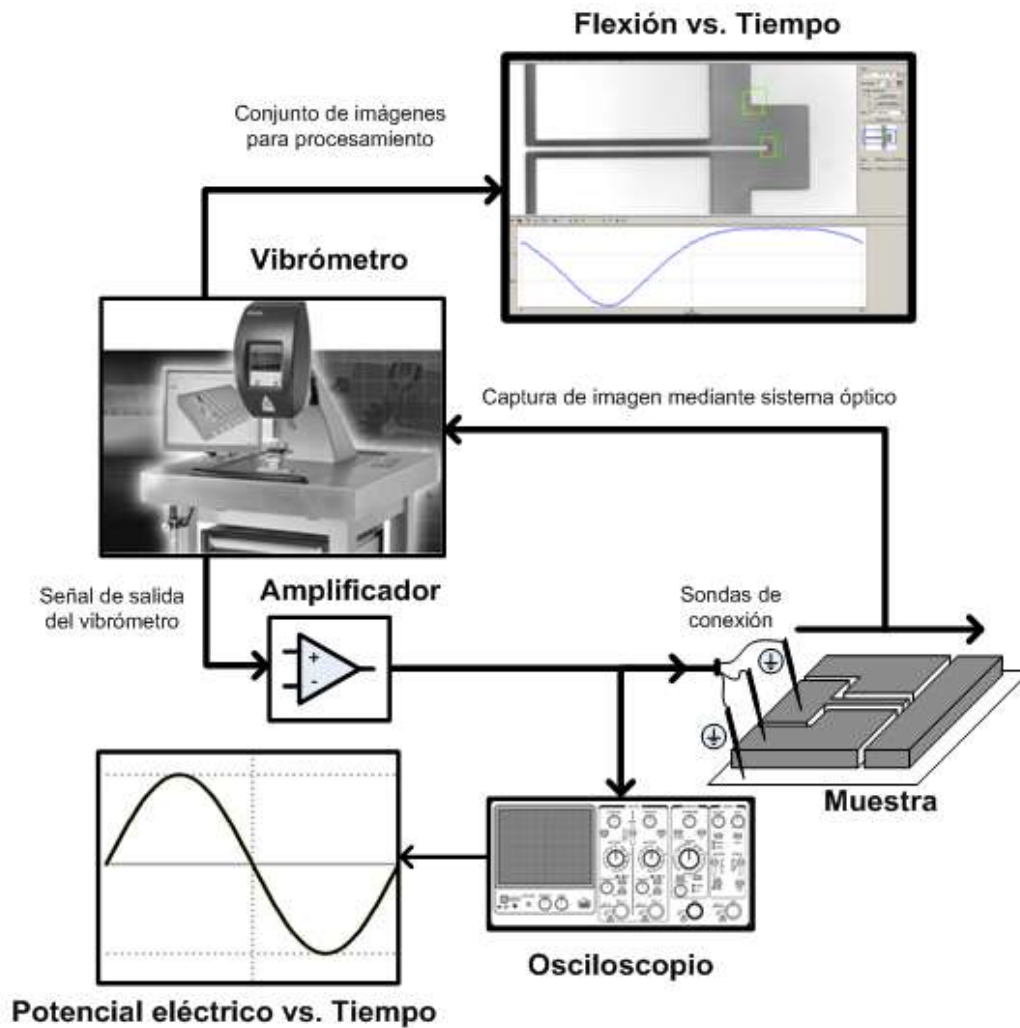 Flexión vs. Tiempo
Conjunto de imágenes
para procesamiento
Vibrómetro
Captura de imagen mediante sistema óptico
Señal de salida
del vibrómetro
Amplificador
+
-
Sondas de
conexión
Muestra
Osciloscopio
Potencial eléctrico vs. Tiempo